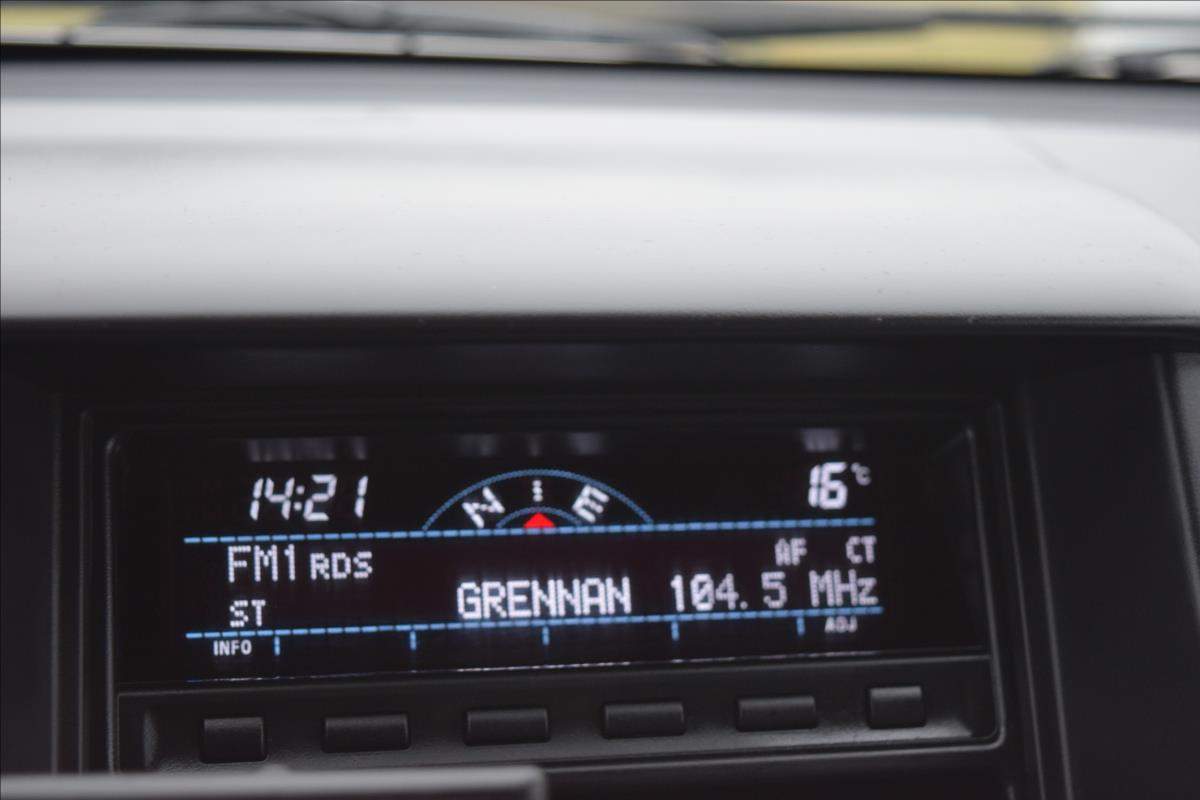 14:21 N E 16°C
FM1 RDS AF CT
ST GRENNAN 104.5 MHz
INFO ADJ